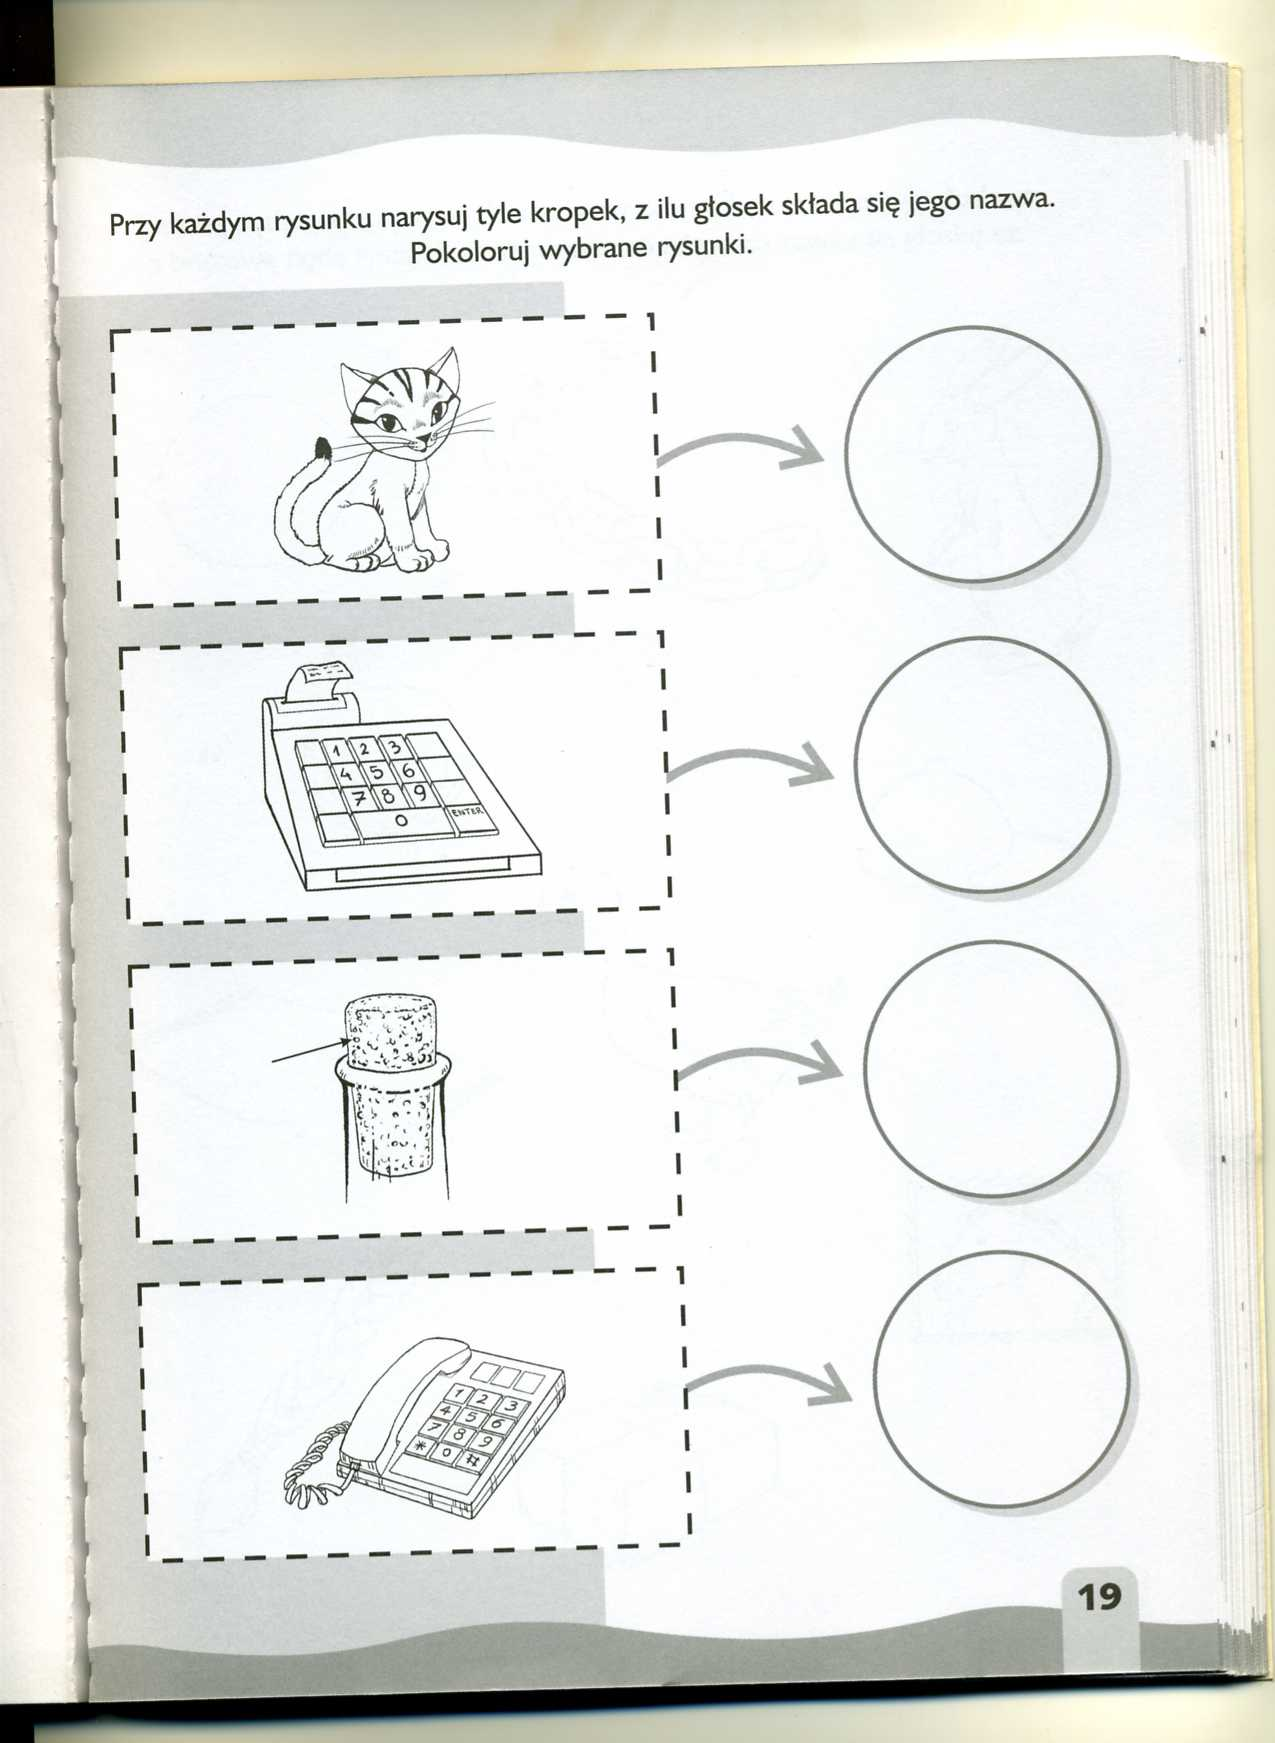 Przy każdym rysunku narysuj tyle kropek, z ilu głosek składa się jego nazwa.
Pokoloruj wybrane rysunki.
1 2 3
4 5 6
7 8 9
0 ENTER
1 2 3
4 5 6
7 8 9
* 0 #
19